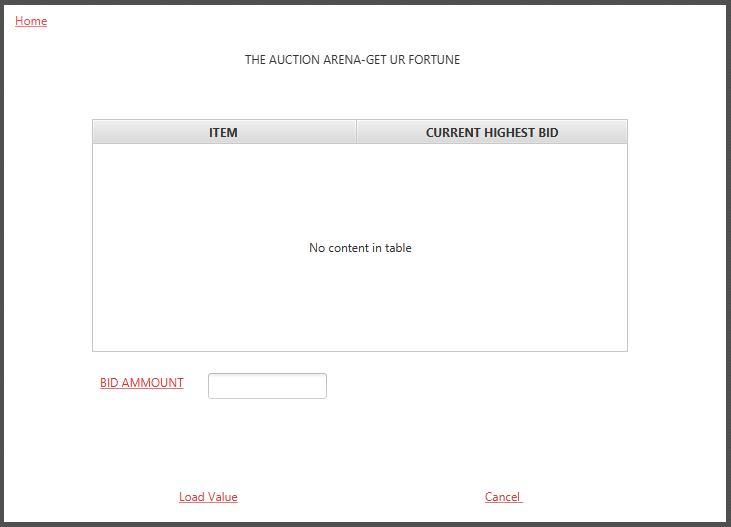 Home
THE AUCTION ARENA-GET UR FORTUNE
ITEM CURRENT HIGHEST BID
No content in table
BID AMMOUNT
Load Value Cancel